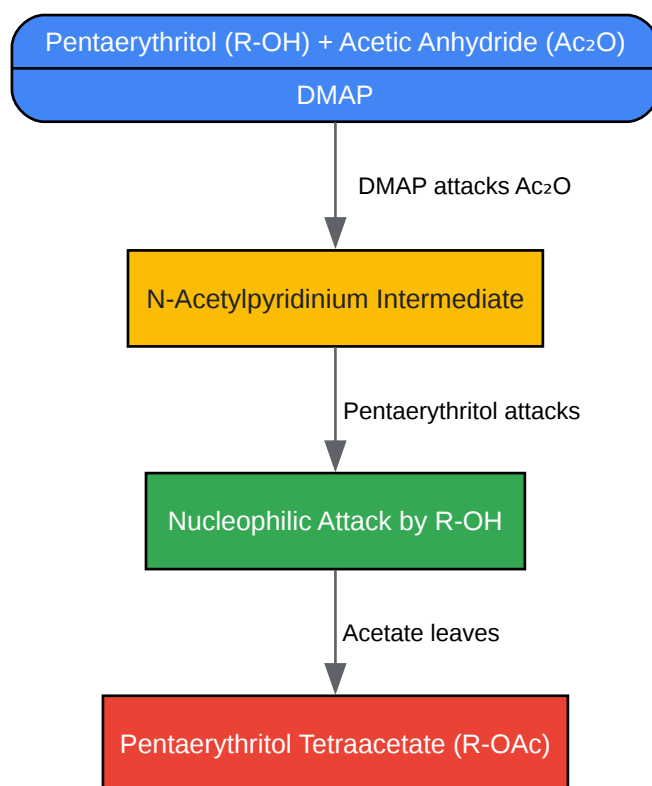 Pentaerythritol (R-OH) + Acetic Anhydride (Ac₂O)
DMAP
DMAP attacks Ac₂O
N-Acetylpyridinium Intermediate
Pentaerythritol attacks
Nucleophilic Attack by R-OH
Acetate leaves
Pentaerythritol Tetraacetate (R-OAc)